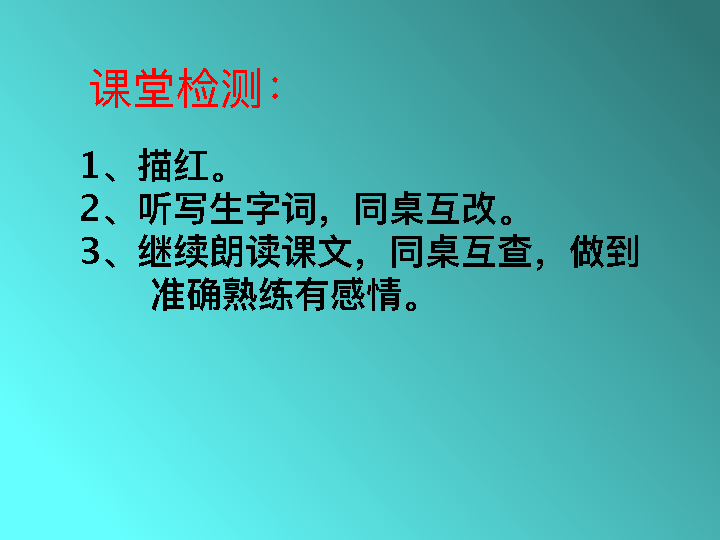 课堂检测：
1、描红。
2、听写生字词，同桌互改。
3、继续朗读课文，同桌互查，做到
准确熟练有感情。